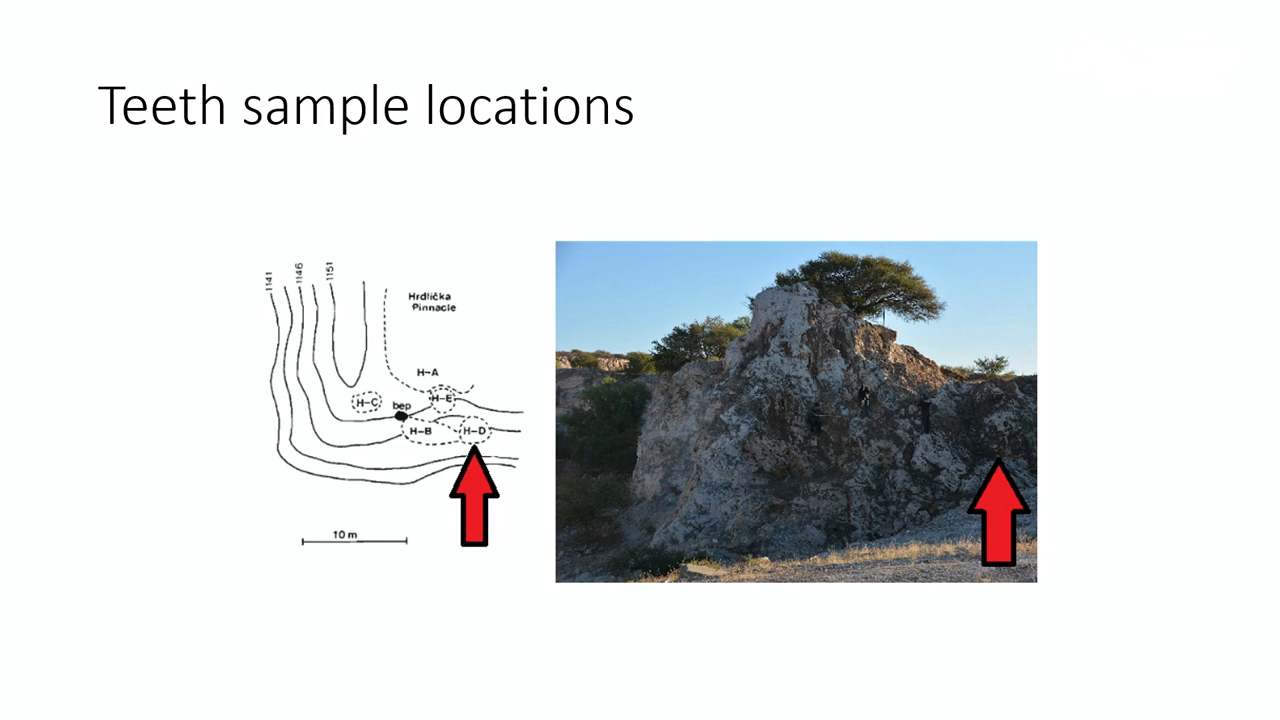 Teeth sample locations
1141
1146
1151
Hrdlička
Pinnacle
H-A
H-C
bep
H-E
H-B
H-D
10 m